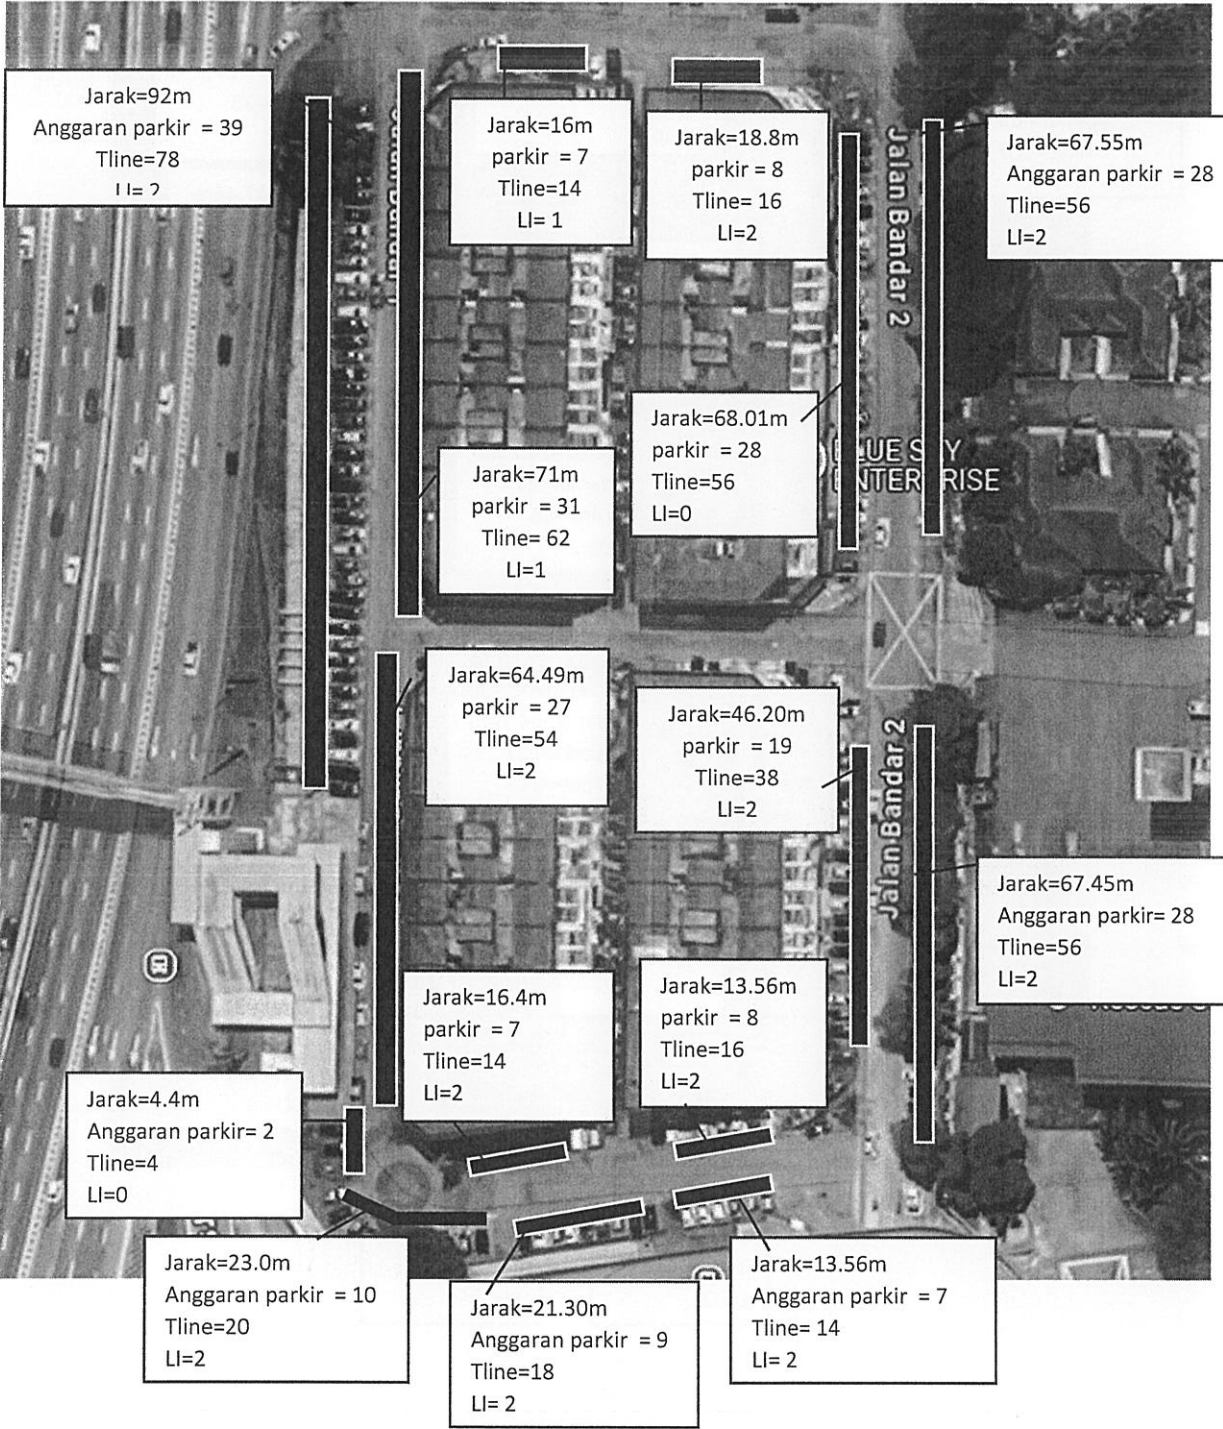 Jarak=92m
Anggaran parkir = 39
Tline=78
LI= 2
Jarak=16m
parkir = 7
Tline=14
LI= 1
Jarak=18.8m
parkir = 8
Tline= 16
LI=2
Jalan Bandar 2
Jarak=67.55m
Anggaran parkir = 28
Tline=56
LI=2
Jarak=68.01m
parkir = 28
Tline=56
LI=0
BLUE SKY
ENTERPRISE
Jarak=71m
parkir = 31
Tline= 62
LI=1
Jarak=64.49m
parkir = 27
Tline=54
LI=2
Jarak=46.20m
parkir = 19
Tline=38
LI=2
Jalan Bandar 2
Jarak=67.45m
Anggaran parkir= 28
Tline=56
LI=2
Jarak=16.4m
parkir = 7
Tline=14
LI=2
Jarak=13.56m
parkir = 8
Tline=16
LI=2
Jarak=4.4m
Anggaran parkir= 2
Tline=4
LI=0
Jarak=23.0m
Anggaran parkir = 10
Tline=20
LI=2
Jarak=21.30m
Anggaran parkir = 9
Tline=18
LI= 2
Jarak=13.56m
Anggaran parkir = 7
Tline= 14
LI= 2